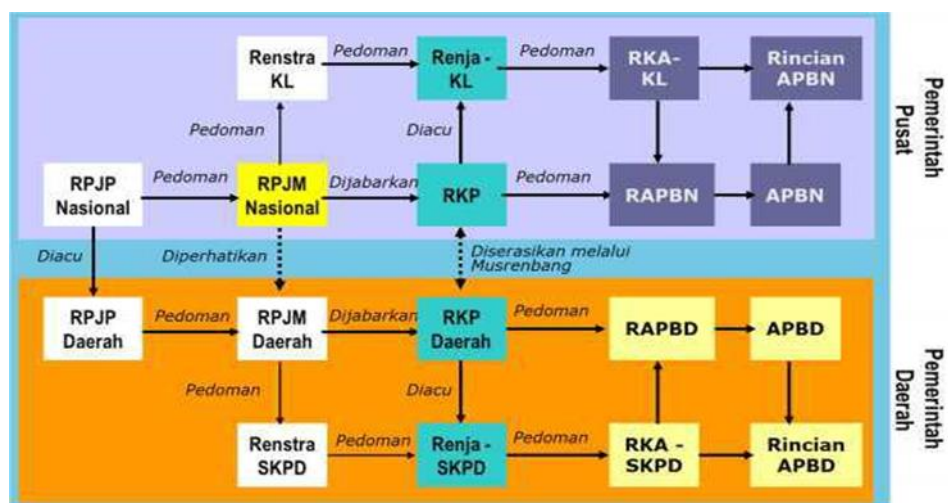 Renstra
KL
Pedoman
Renja -
KL
Pedoman
RKA-
KL
Rincian
APBN
Pedoman
Diacu
RPJP
Nasional
Pedoman
RPJM
Nasional
Dijabarkan
RKP
Pedoman
RAPBN
APBN
Pemerintah
Pusat
Diacu
Diperhatikan
Diserasikan melalui
Musrenbang
RPJP
Daerah
Pedoman
RPJM
Daerah
Dijabarkan
RKP
Daerah
Pedoman
RAPBD
APBD
Pedoman
Diacu
Renstra
SKPD
Pedoman
Renja -
SKPD
Pedoman
RKA -
SKPD
Rincian
APBD
Pemerintah
Daerah